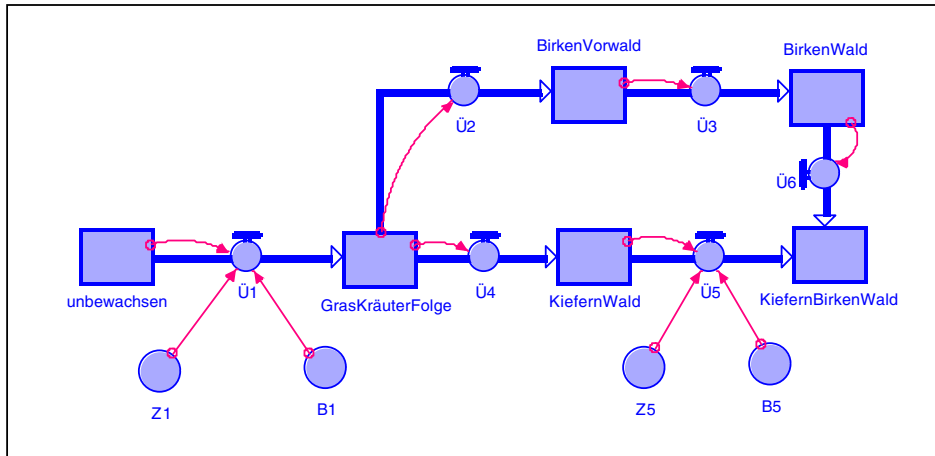 BirkenVorwald
BirkenWald
Ü2
Ü3
Ü6
unbewachsen
Ü1
GrasKräuterFolge
Ü4
KiefernWald
Ü5
KiefernBirkenWald
Z1
B1
Z5
B5